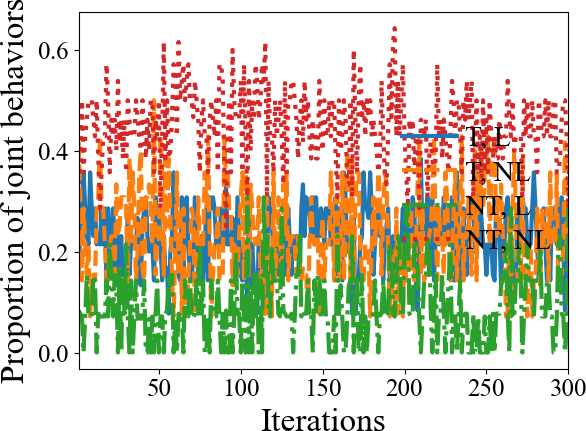 Proportion of joint behaviors
0.6
0.4
0.2
0.0
T, L
T, NL
NT, L
NT, NL
50 100 150 200 250 300
Iterations